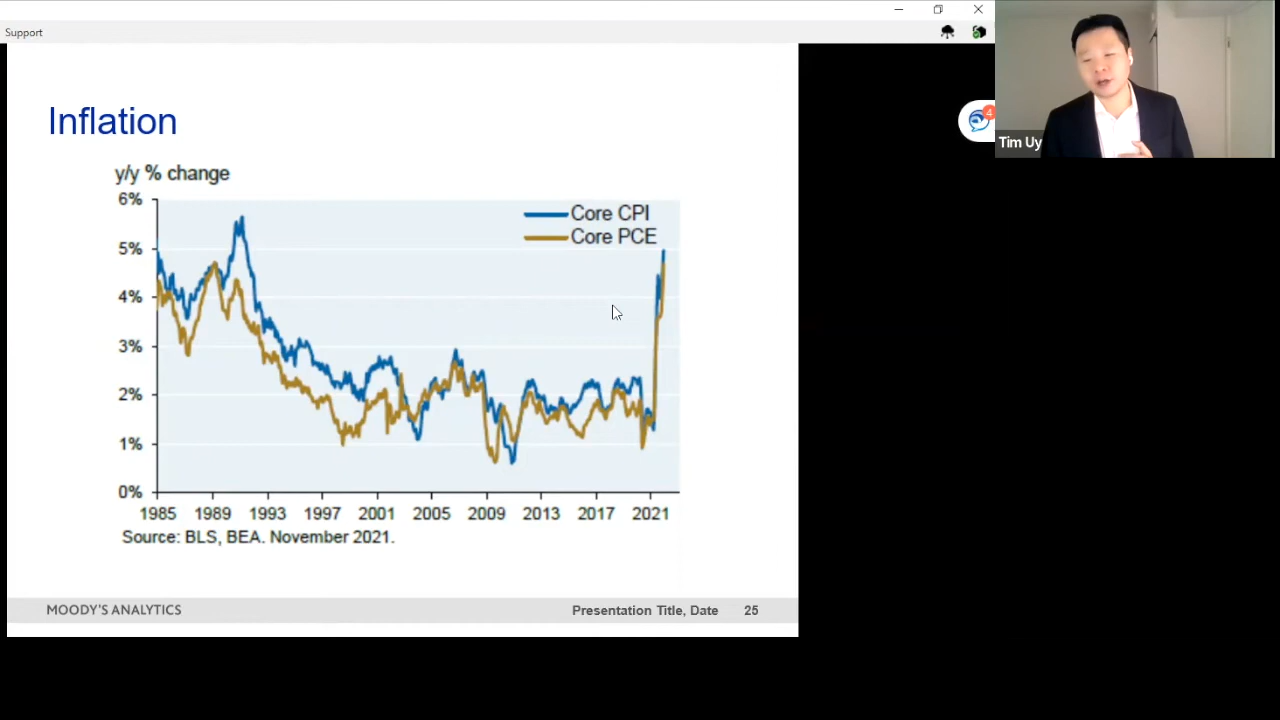 Support
Inflation
y/y % change
6%
5%
4%
3%
2%
1%
0%
Core CPI
Core PCE
1985 1989 1993 1997 2001 2005 2009 2013 2017 2021
Source: BLS, BEA. November 2021.
MOODY'S ANALYTICS Presentation Title, Date 25
4
Tim Uy